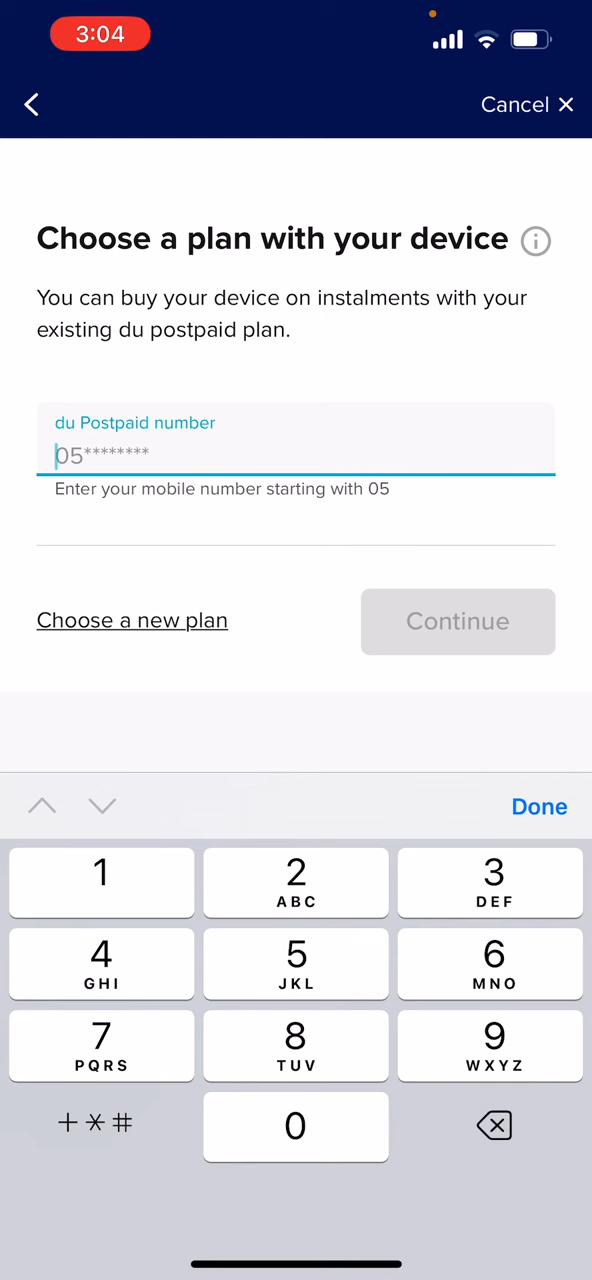 3:04
Cancel ✕
Choose a plan with your device
You can buy your device on instalments with your
existing du postpaid plan.
du Postpaid number
05********
Enter your mobile number starting with 05
Choose a new plan
Continue
Done
1
2
ABC
3
DEF
4
GHI
5
JKL
6
MNO
7
PQRS
8
TUV
9
WXYZ
+*#
0